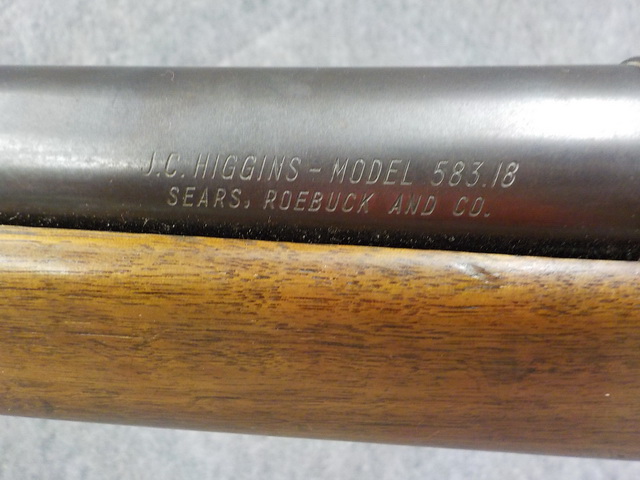 J.C. HIGGINS - MODEL 583.18
SEARS, ROEBUCK AND CO.